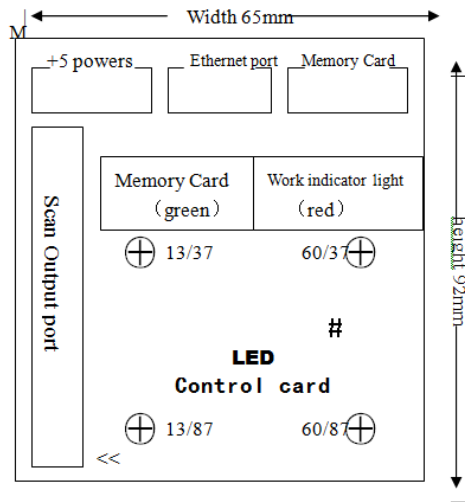 Width 65mm
M
+5 powers
Ethernet port
Memory Card
Memory Card
（green）
Work indicator light
（red）
Scan Output port
height 92mm
13/37
60/37
#
LED
Control card
13/87
60/87
<<